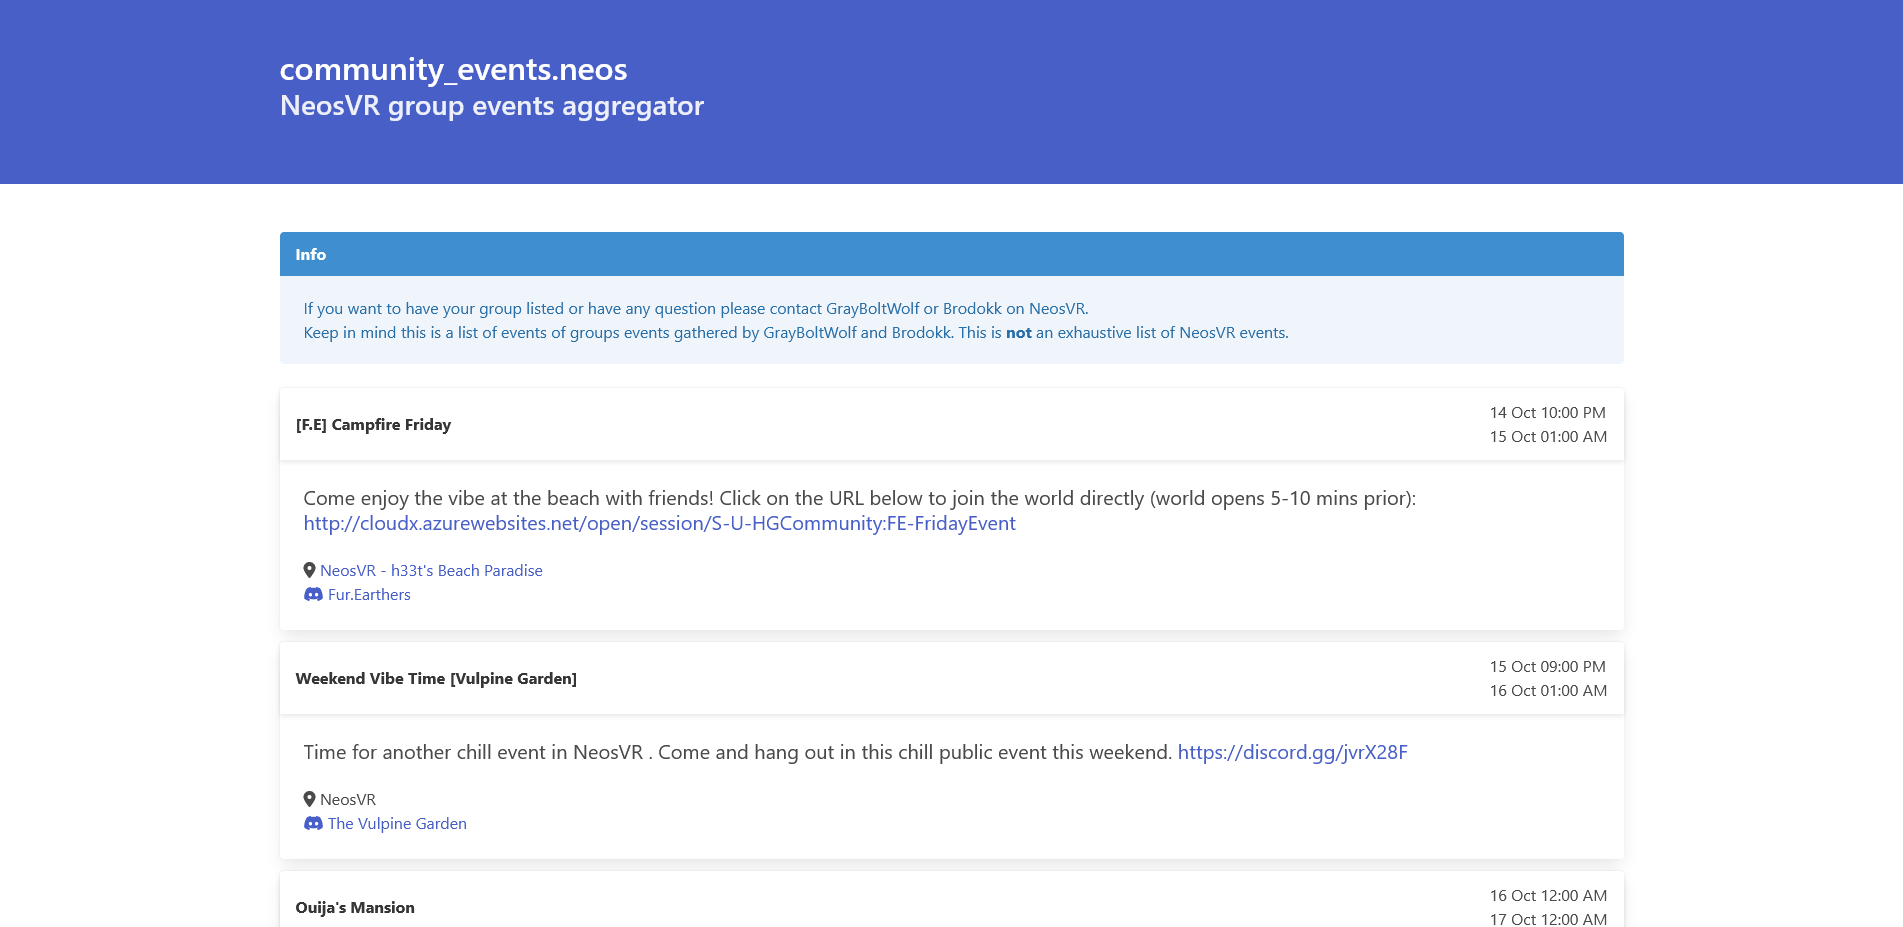 community_events.neos
NeosVR group events aggregator
Info
If you want to have your group listed or have any question please contact GrayBoltWolf or Brodokk on NeosVR.
Keep in mind this is a list of events of groups events gathered by GrayBoltWolf and Brodokk. This is not an exhaustive list of NeosVR events.
[F.E] Campfire Friday
14 Oct 10:00 PM
15 Oct 01:00 AM
Come enjoy the vibe at the beach with friends! Click on the URL below to join the world directly (world opens 5-10 mins prior):
http://cloudx.azurewebsites.net/open/session/S-U-HGCommunity:FE-FridayEvent
NeosVR - h33t's Beach Paradise
Fur.Earthers
Weekend Vibe Time [Vulpine Garden]
15 Oct 09:00 PM
16 Oct 01:00 AM
Time for another chill event in NeosVR . Come and hang out in this chill public event this weekend. https://discord.gg/jvrX28F
NeosVR
The Vulpine Garden
Ouija's Mansion
16 Oct 12:00 AM
17 Oct 12:00 AM